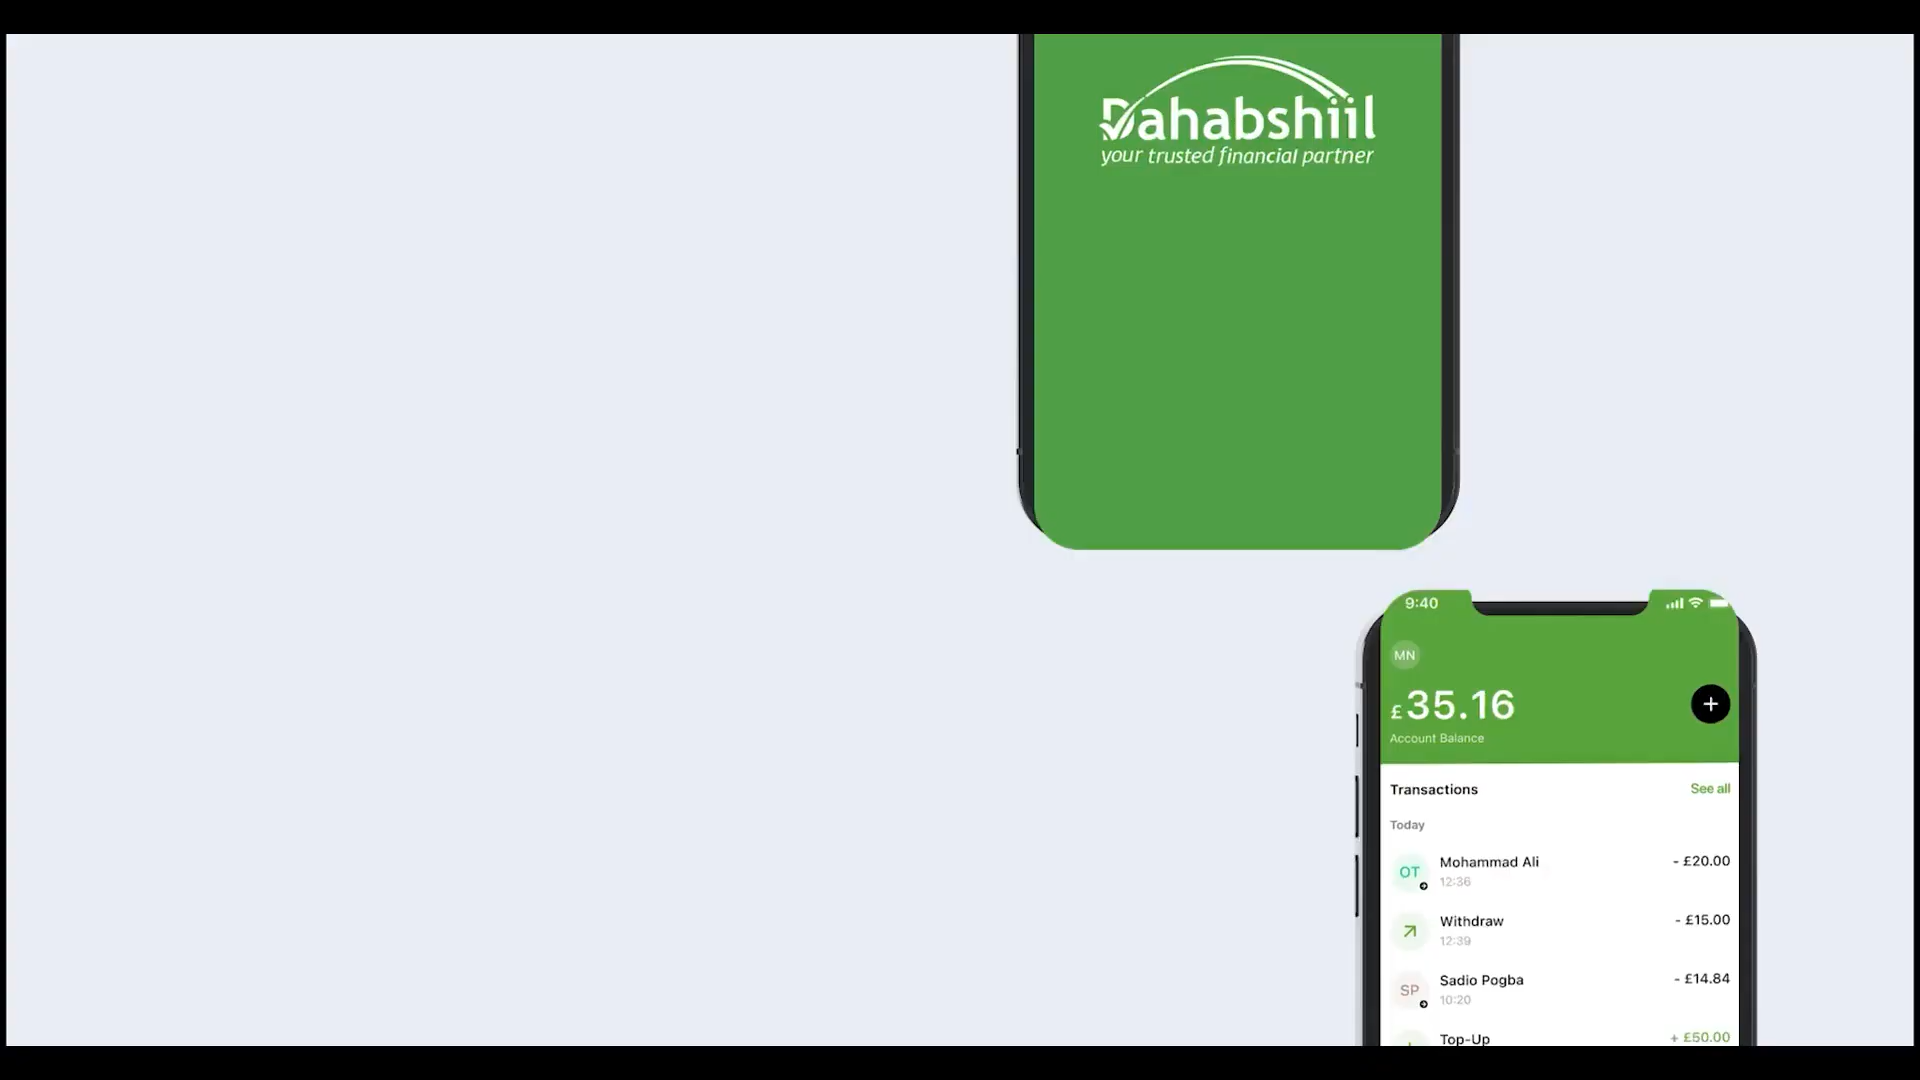 Dahabshiil
your trusted financial partner
9:40
MN
£35.16
Account Balance
Transactions See all
Today
OT Mohammad Ali - £20.00
12:36
Withdraw - £15.00
12:39
SP Sadio Pogba - £14.84
10:20
Top-Up + £50.00